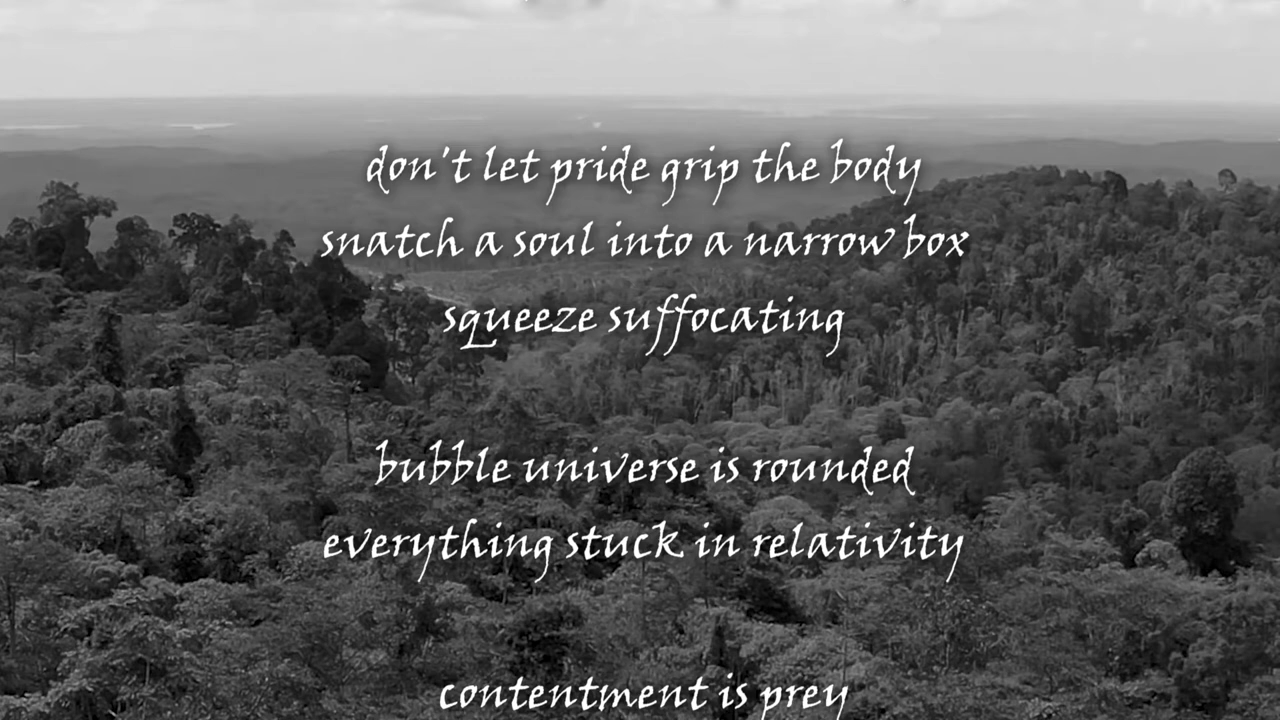 don't let pride grip the body
snatch a soul into a narrow box
squeeze suffocating
bubble universe is rounded
everything stuck in relativity
contentment is prey